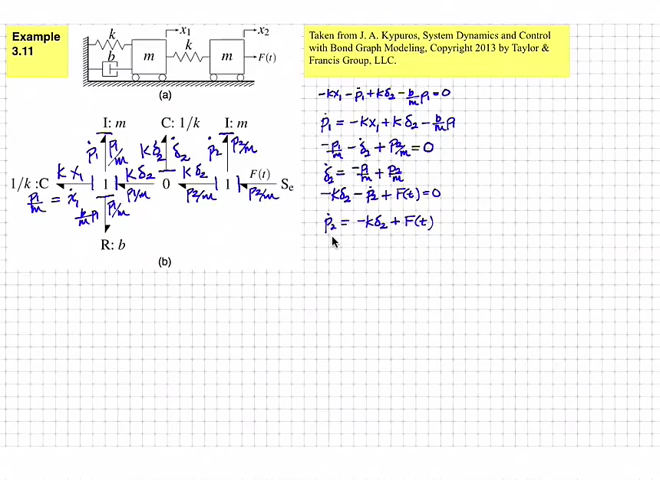 Example
3.11
x1
x2
k
k
b
m
m
F(t)
(a)
Taken from J. A. Kypuros, System Dynamics and Control
with Bond Graph Modeling, Copyright 2013 by Taylor &
Francis Group, LLC.
I: m C: 1/k I: m
ṗ1 p1/m kδ2 δ̇2 ṗ2 p2/m
1/k :C k x1 1 kδ2 0 kδ2 1 F(t) Se
p1/m = ẋ1 p1/m p2/m p2/m
b/m p1 p1/m
R: b
(b)
-kx1 - ṗ1 + kδ2 - b/m p1 = 0
ṗ1 = -kx1 + kδ2 - b/m p1
-p1/m - δ̇2 + p2/m = 0
δ̇2 = -p1/m + p2/m
-kδ2 - ṗ2 + F(t) = 0
ṗ2 = -kδ2 + F(t)